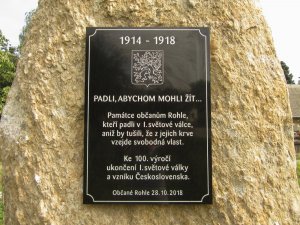 1914 - 1918
PADLI, ABYCHOM MOHLI ŽÍT...
Památce občanům Rohle,
kteří padli v I.světové válce,
aniž by tušili, že z jejich krve
vzejde svobodná vlast.
Ke 100. výročí
ukončení I.světové války
a vzniku Československa.
Občané Rohle 28.10.2018